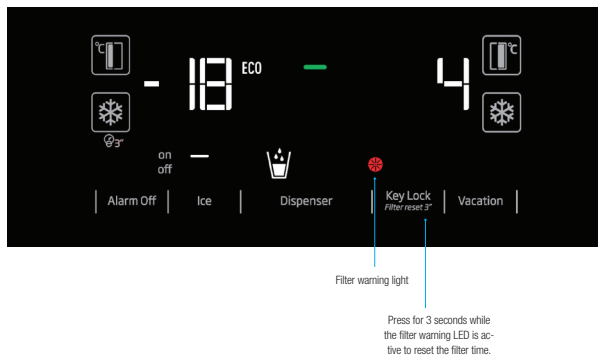 °C
°C
-18 ECO
4
3"
on
off
Alarm Off
Ice
Dispenser
Key Lock
Filter reset 3"
Vacation
Filter warning light
Press for 3 seconds while
the filter warning LED is ac-
tive to reset the filter time.